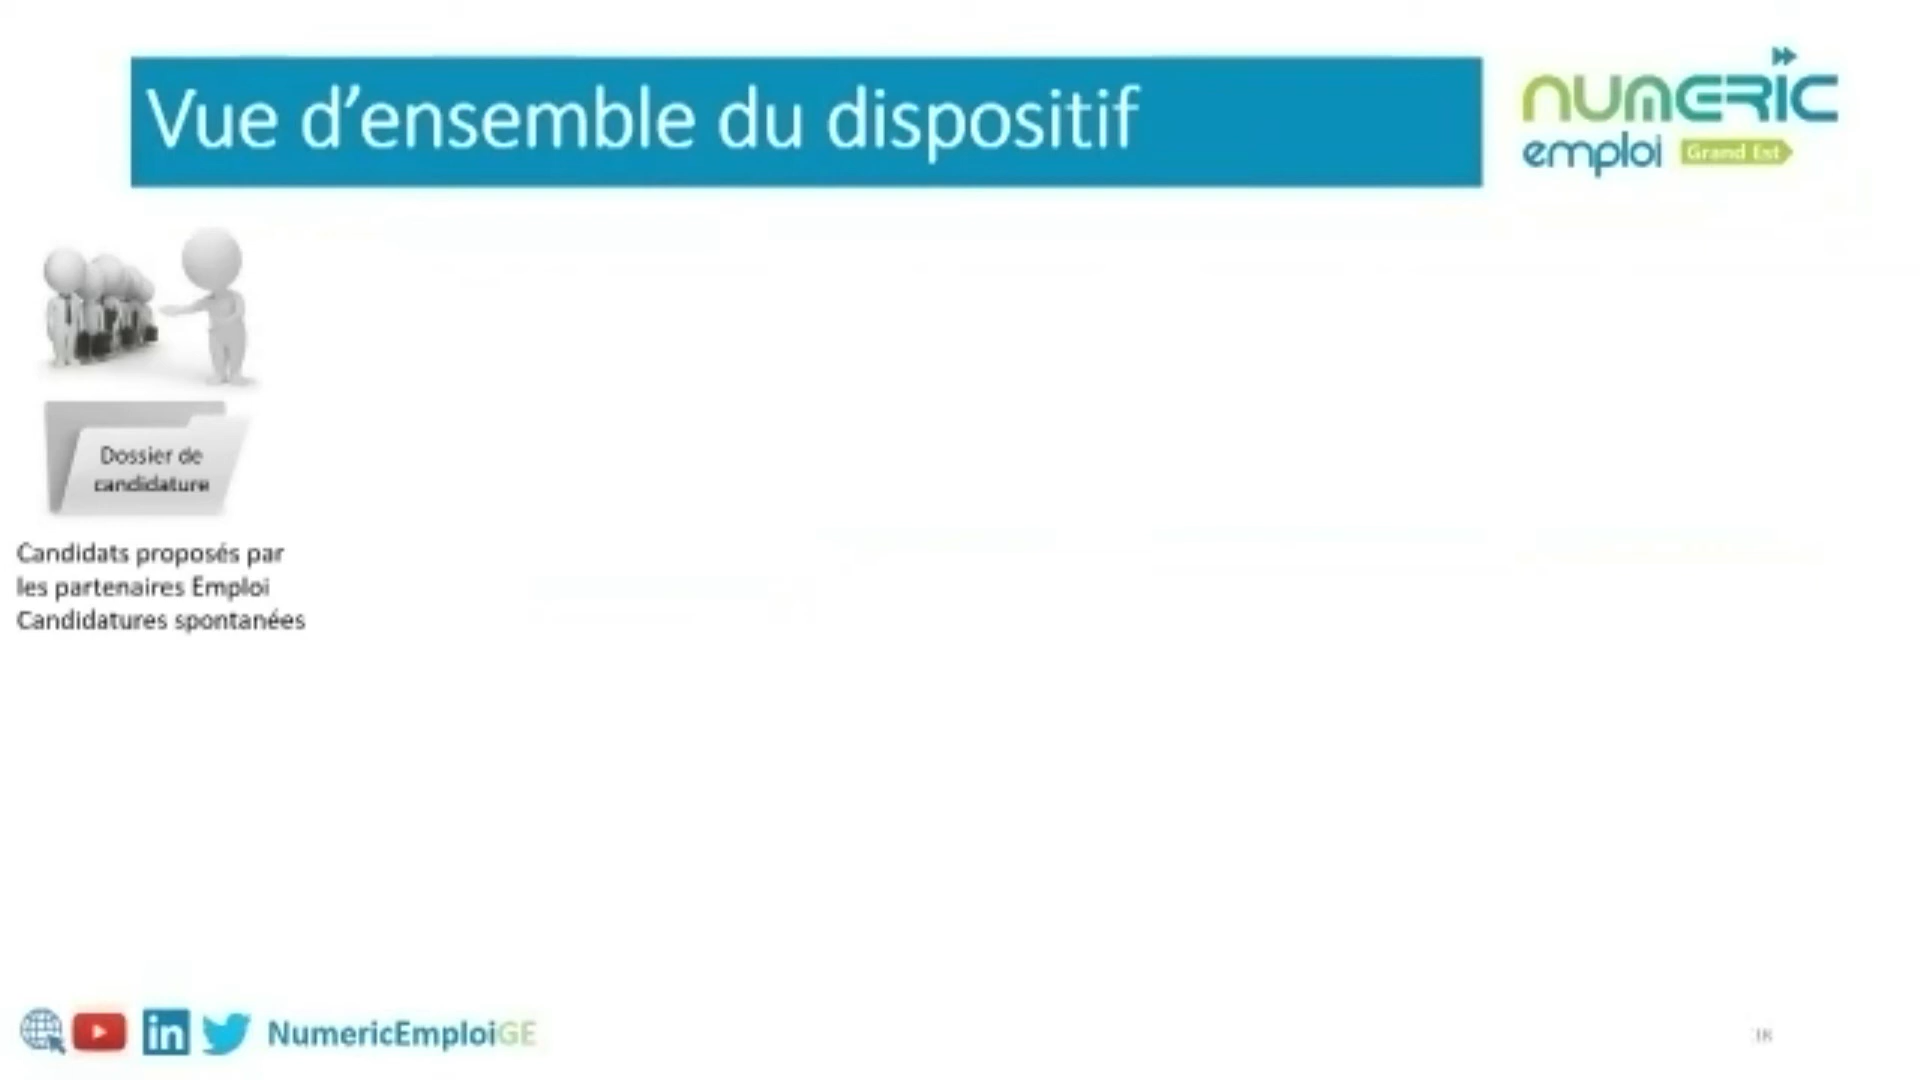 Vue d’ensemble du dispositif
NUMERIC
emploi Grand Est
Dossier de
candidature
Candidats proposés par
les partenaires Emploi
Candidatures spontanées
in NumericEmploiGE